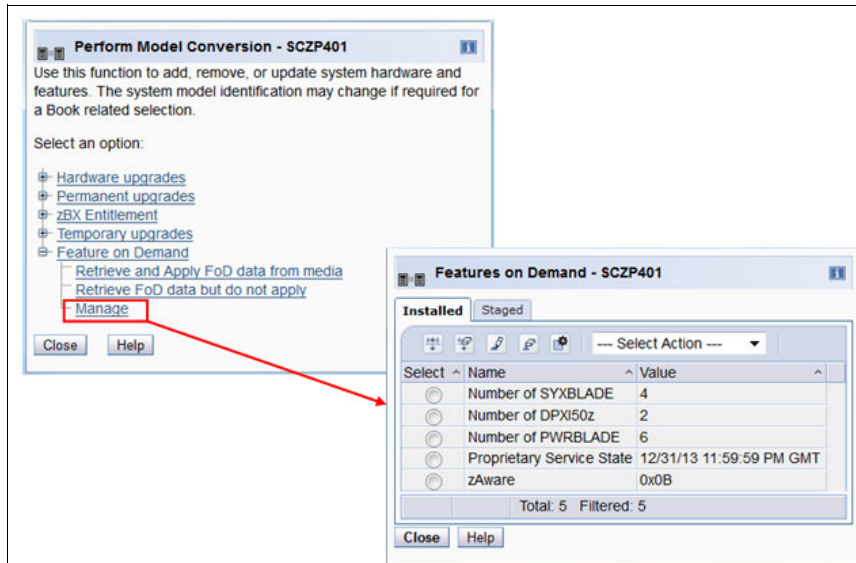 Perform Model Conversion - SCZP401
Use this function to add, remove, or update system hardware and
features. The system model identification may change if required for
a Book related selection.
Select an option:
Hardware upgrades
Permanent upgrades
zBX Entitlement
Temporary upgrades
Feature on Demand
Retrieve and Apply FoD data from media
Retrieve FoD data but do not apply
Manage
Close Help
Features on Demand - SCZP401
Installed Staged
--- Select Action ---
Select Name Value
Number of SYXBLADE 4
Number of DPXI50z 2
Number of PWRBLADE 6
Proprietary Service State 12/31/13 11:59:59 PM GMT
zAware 0x0B
Total: 5 Filtered: 5
Close Help